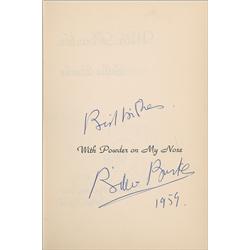 Best Wishes.
With Powder on My Nose
Billie Burke
1959.